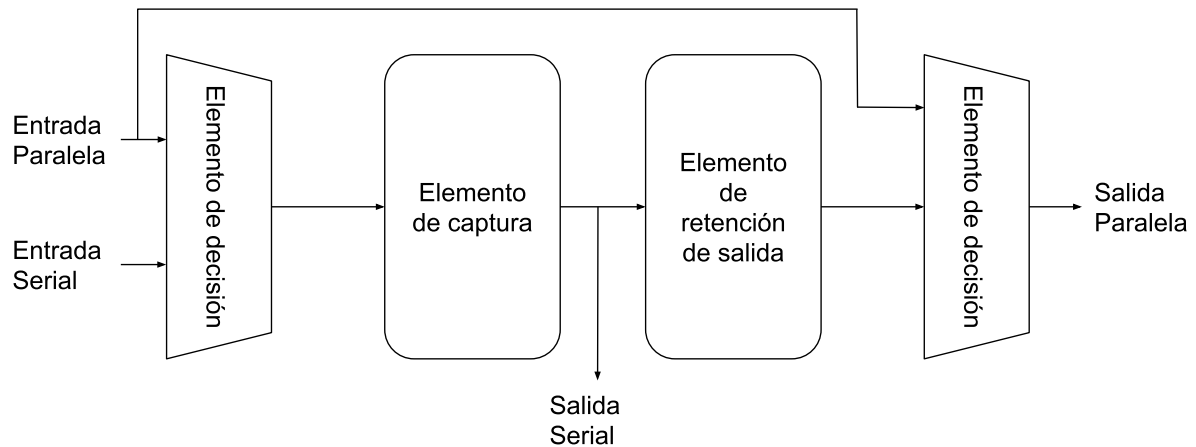 Entrada
Paralela
Entrada
Serial
Elemento de decisión
Elemento
de captura
Salida
Serial
Elemento
de
retención
de salida
Elemento de decisión
Salida
Paralela